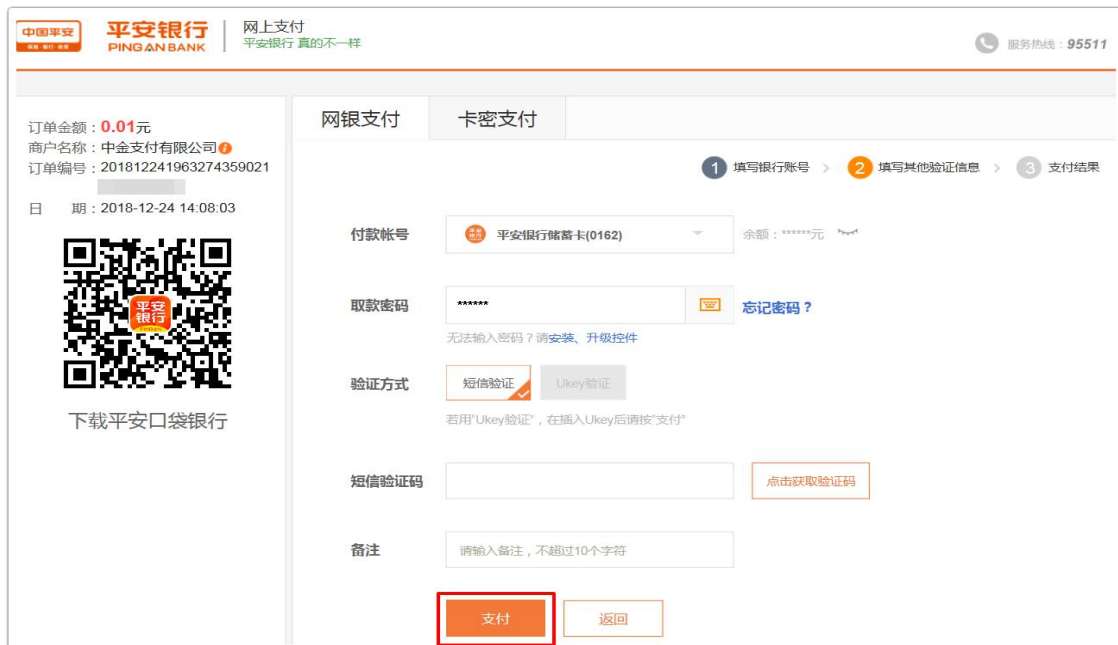 中国平安
保险·银行·投资
平安银行
PINGAN BANK
网上支付
平安银行 真的不一样
服务热线：95511
订单金额：0.01元
商户名称：中金支付有限公司
订单编号：201812241963274359021
日 期：2018-12-24 14:08:03
平安银行
下载平安口袋银行
网银支付 卡密支付
1 填写银行账号 > 2 填写其他验证信息 > 3 支付结果
付款帐号 平安银行储蓄卡(0162) 余额：******元
取款密码 ****** 忘记密码？
无法输入密码？请安装、升级控件
验证方式 短信验证 Ukey验证
若用"Ukey验证"，在插入Ukey后请按"支付"
短信验证码 点击获取验证码
备注 请输入备注，不超过10个字符
支付 返回